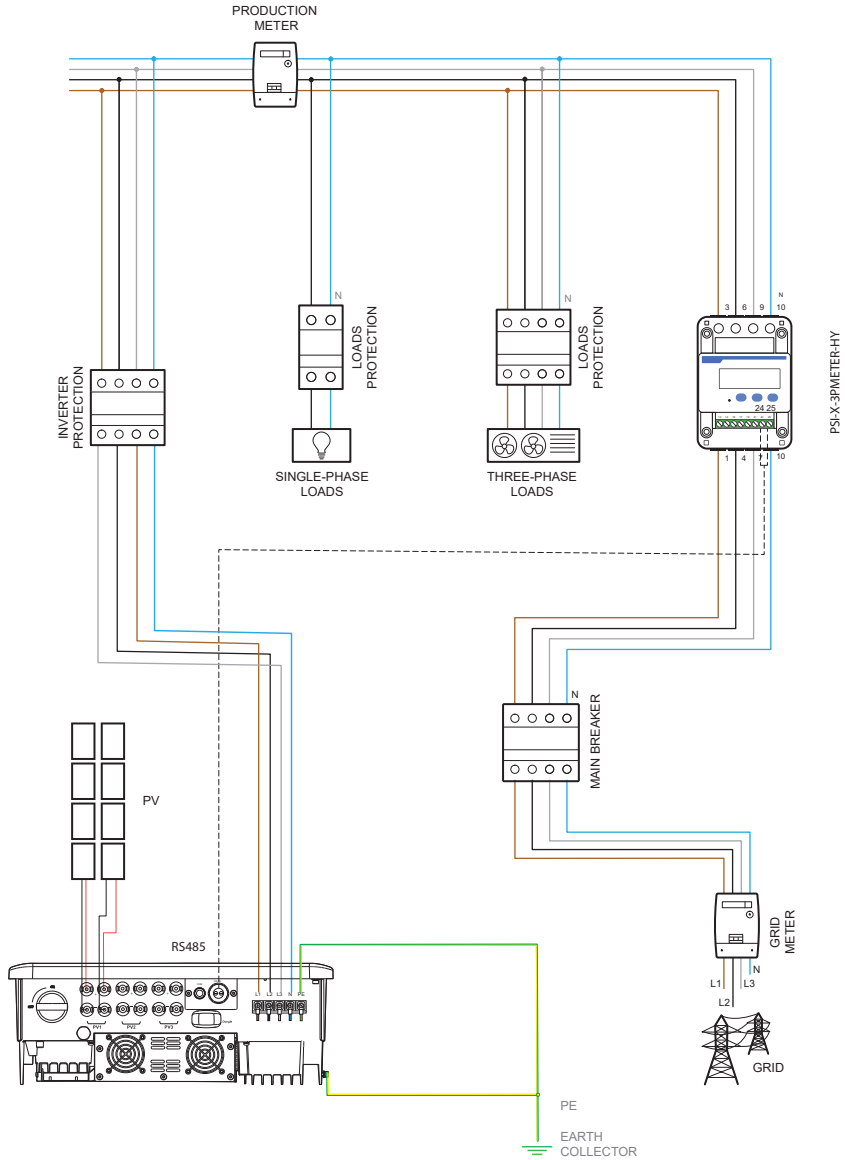 PRODUCTION
METER
N
LOADS
PROTECTION
N
LOADS
PROTECTION
INVERTER
PROTECTION
SINGLE-PHASE
LOADS
THREE-PHASE
LOADS
N
3 6 9 10
24 25
1 4 7 10
PSI-X-3PMETER-HY
N
MAIN BREAKER
PV
RS485
L1 L2 L3 N PE
PV1 PV2 PV3
GRID
METER
L1
L2
L3
N
GRID
PE
EARTH
COLLECTOR